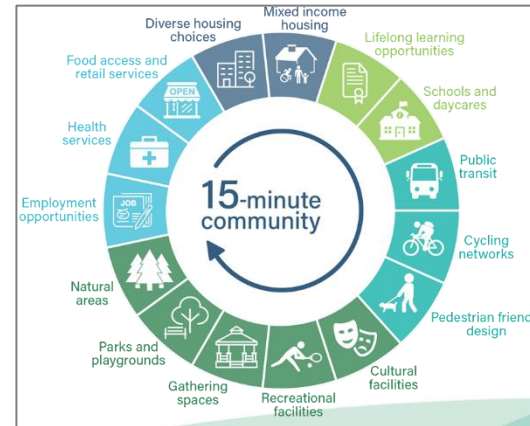 Diverse housing
choices
Mixed income
housing
Lifelong learning
opportunities
Schools and
daycares
Public
transit
Cycling
networks
Pedestrian friend
design
Cultural
facilities
Recreational
facilities
Gathering
spaces
Parks and
playgrounds
Natural
areas
Employment
opportunities
Health
services
Food access and
retail services
OPEN
JOB
15-minute
community